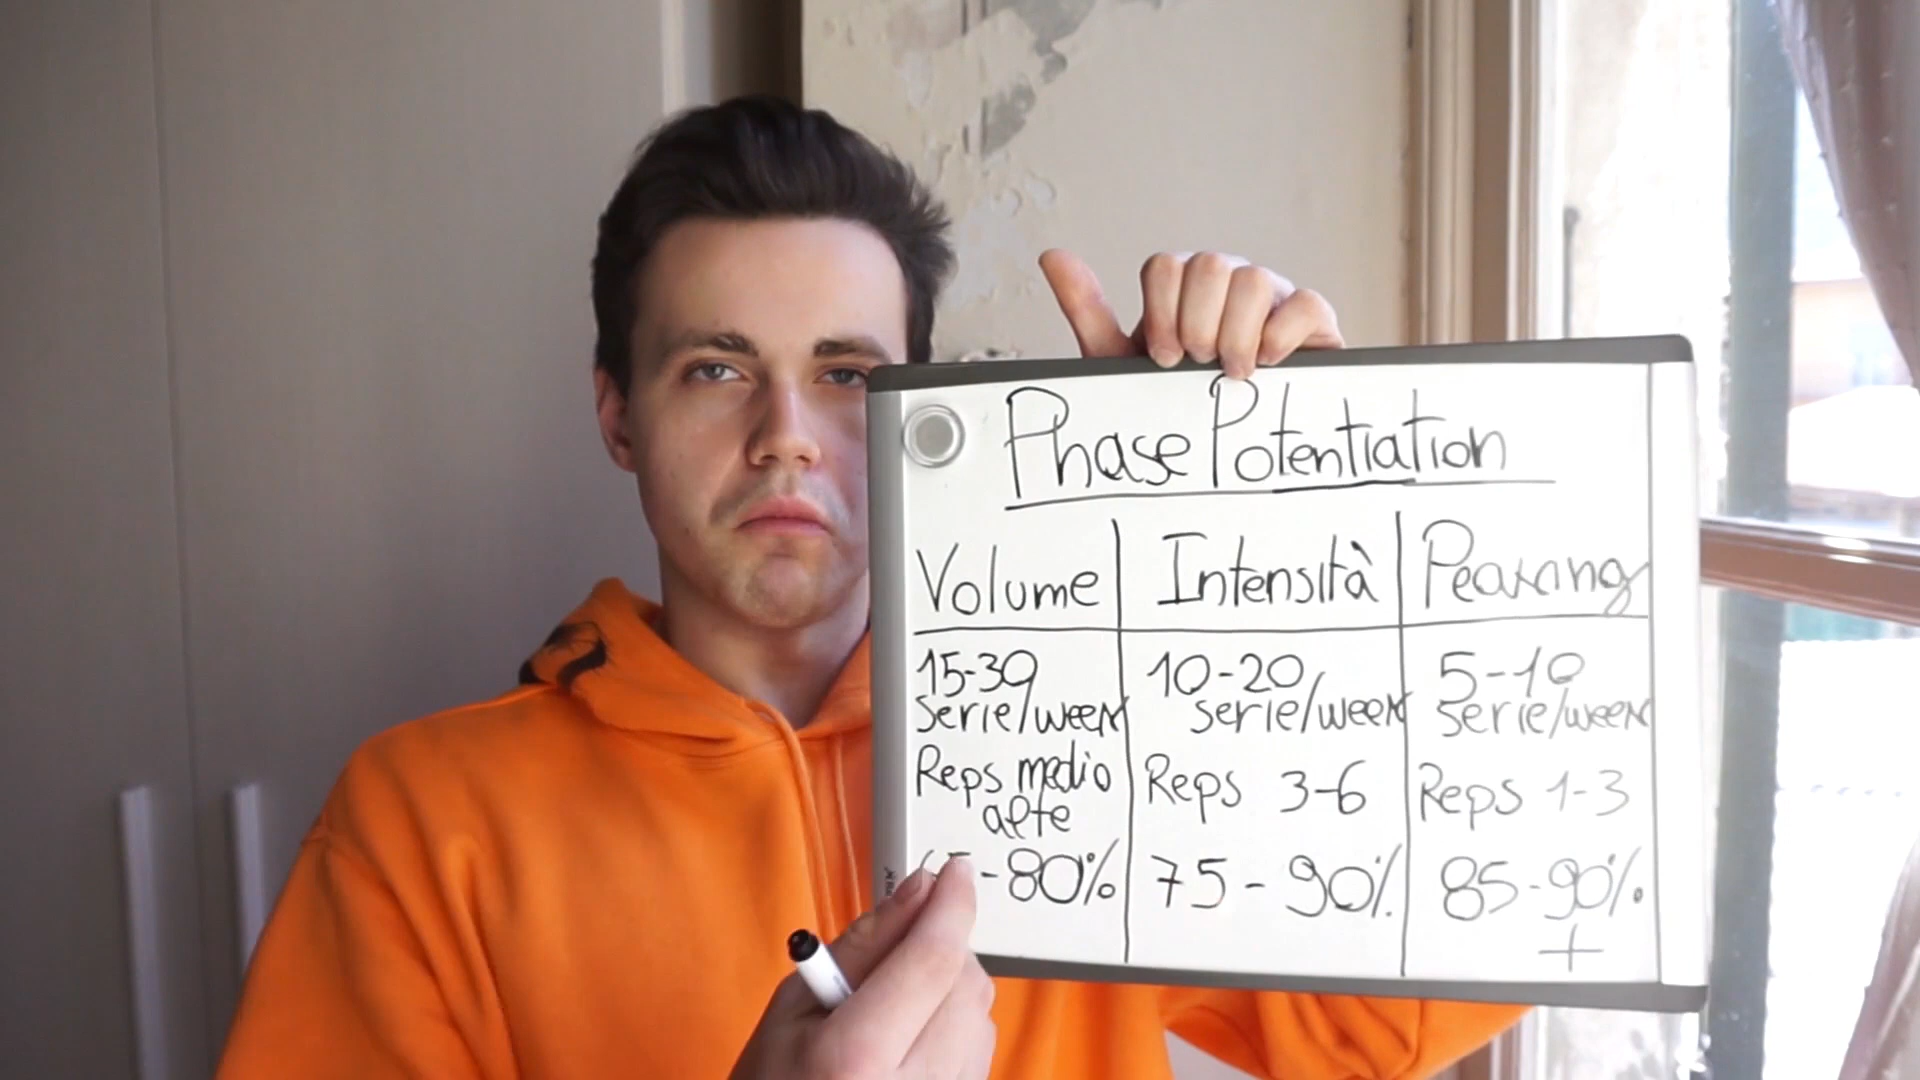 Phase Potentiation
Volume
Intensità
Peaking
15-30
serie/week
10-20
serie/week
5-10
serie/week
Reps medio
alte
Reps 3-6
Reps 1-3
65-80%
75-90%
85-90%
+